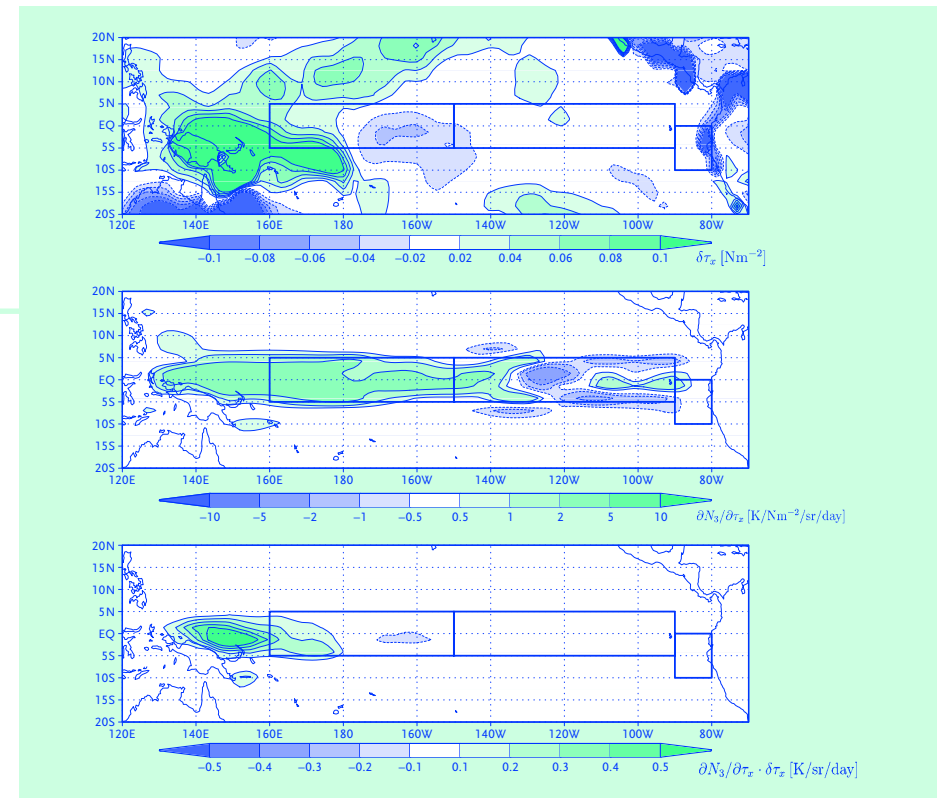 20N
15N
10N
5N
EQ
5S
10S
15S
20S
120E 140E 160E 180 160W 140W 120W 100W 80W
−0.1 −0.08 −0.06 −0.04 −0.02 0.02 0.04 0.06 0.08 0.1 δτx [Nm−2]
20N
15N
10N
5N
EQ
5S
10S
15S
20S
120E 140E 160E 180 160W 140W 120W 100W 80W
−10 −5 −2 −1 −0.5 0.5 1 2 5 10 ∂N3/∂τx [K/Nm−2/sr/day]
20N
15N
10N
5N
EQ
5S
10S
15S
20S
120E 140E 160E 180 160W 140W 120W 100W 80W
−0.5 −0.4 −0.3 −0.2 −0.1 0.1 0.2 0.3 0.4 0.5 ∂N3/∂τx · δτx [K/sr/day]